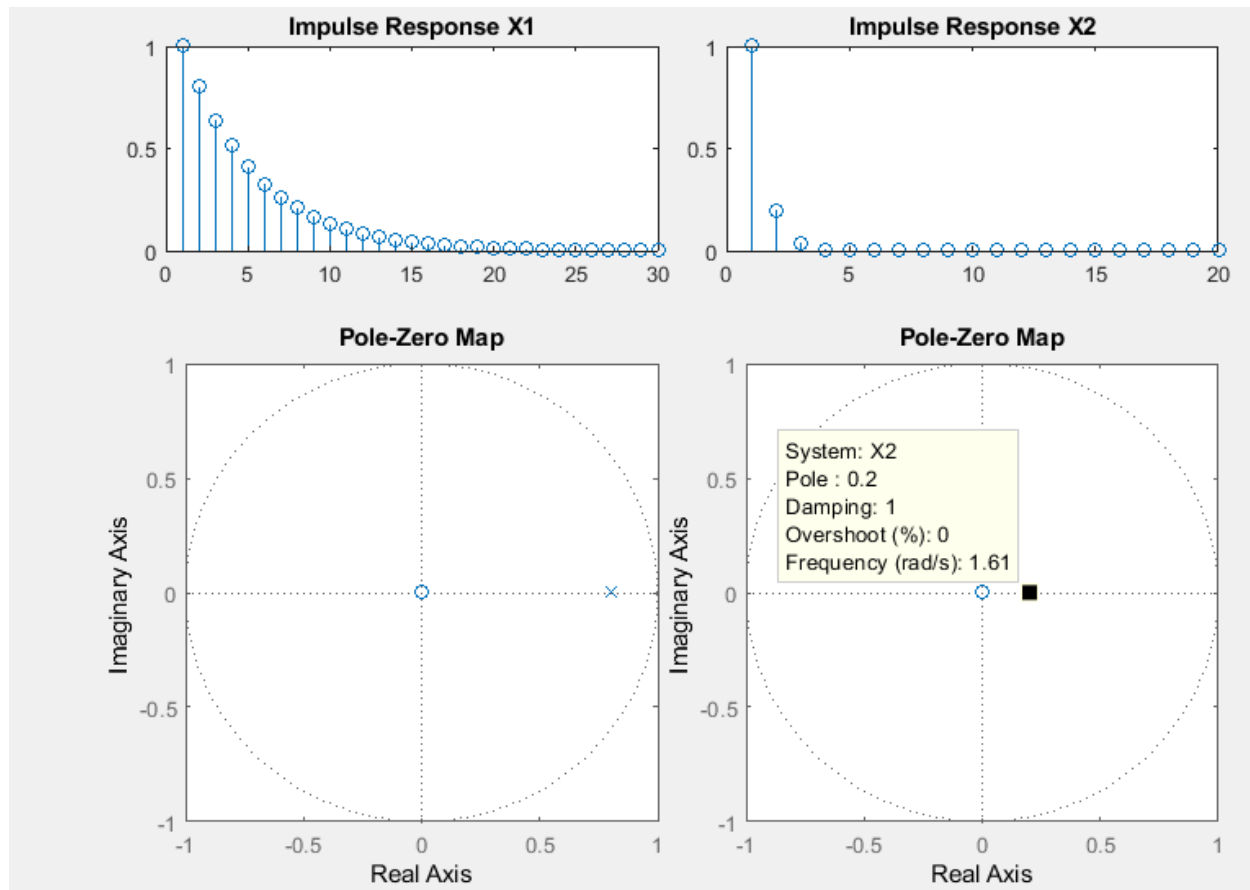 Impulse Response X1
1
0.5
0
0 5 10 15 20 25 30
Impulse Response X2
1
0.5
0
0 5 10 15 20
Pole-Zero Map
Imaginary Axis
1
0.5
0
-0.5
-1
-1 -0.5 0 0.5 1
Real Axis
Pole-Zero Map
Imaginary Axis
1
0.5
0
-0.5
-1
System: X2
Pole : 0.2
Damping: 1
Overshoot (%): 0
Frequency (rad/s): 1.61
-1 -0.5 0 0.5 1
Real Axis